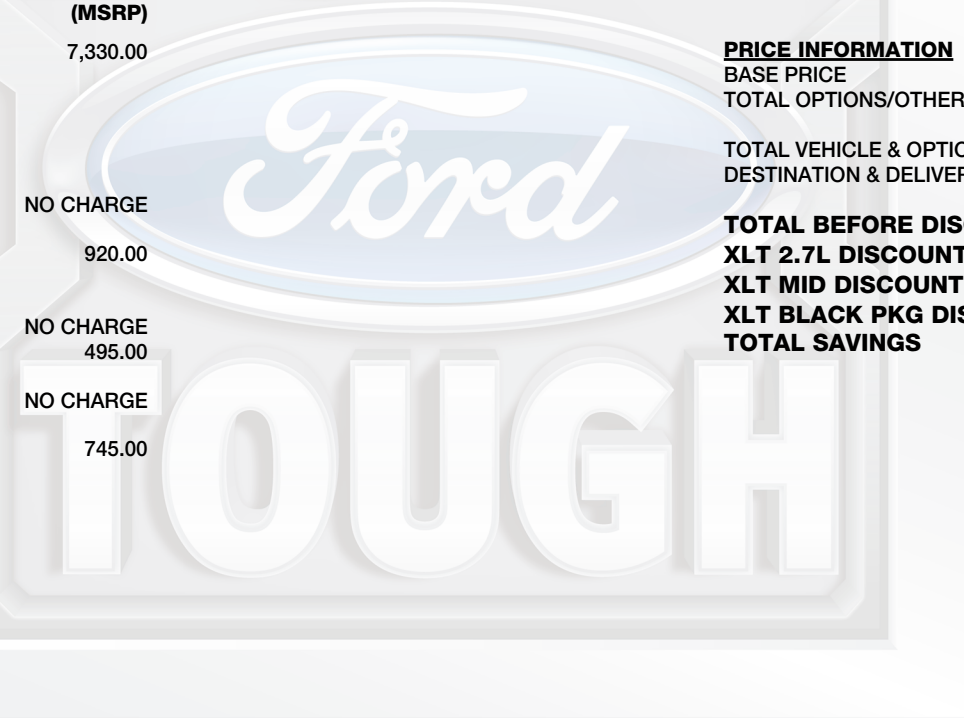 (MSRP)
7,330.00
NO CHARGE
920.00
NO CHARGE
495.00
NO CHARGE
745.00
PRICE INFORMATION
BASE PRICE
TOTAL OPTIONS/OTHER
TOTAL VEHICLE & OPTIO
DESTINATION & DELIVER
TOTAL BEFORE DIS
XLT 2.7L DISCOUNT
XLT MID DISCOUNT
XLT BLACK PKG DIS
TOTAL SAVINGS
Ford
TOUGH